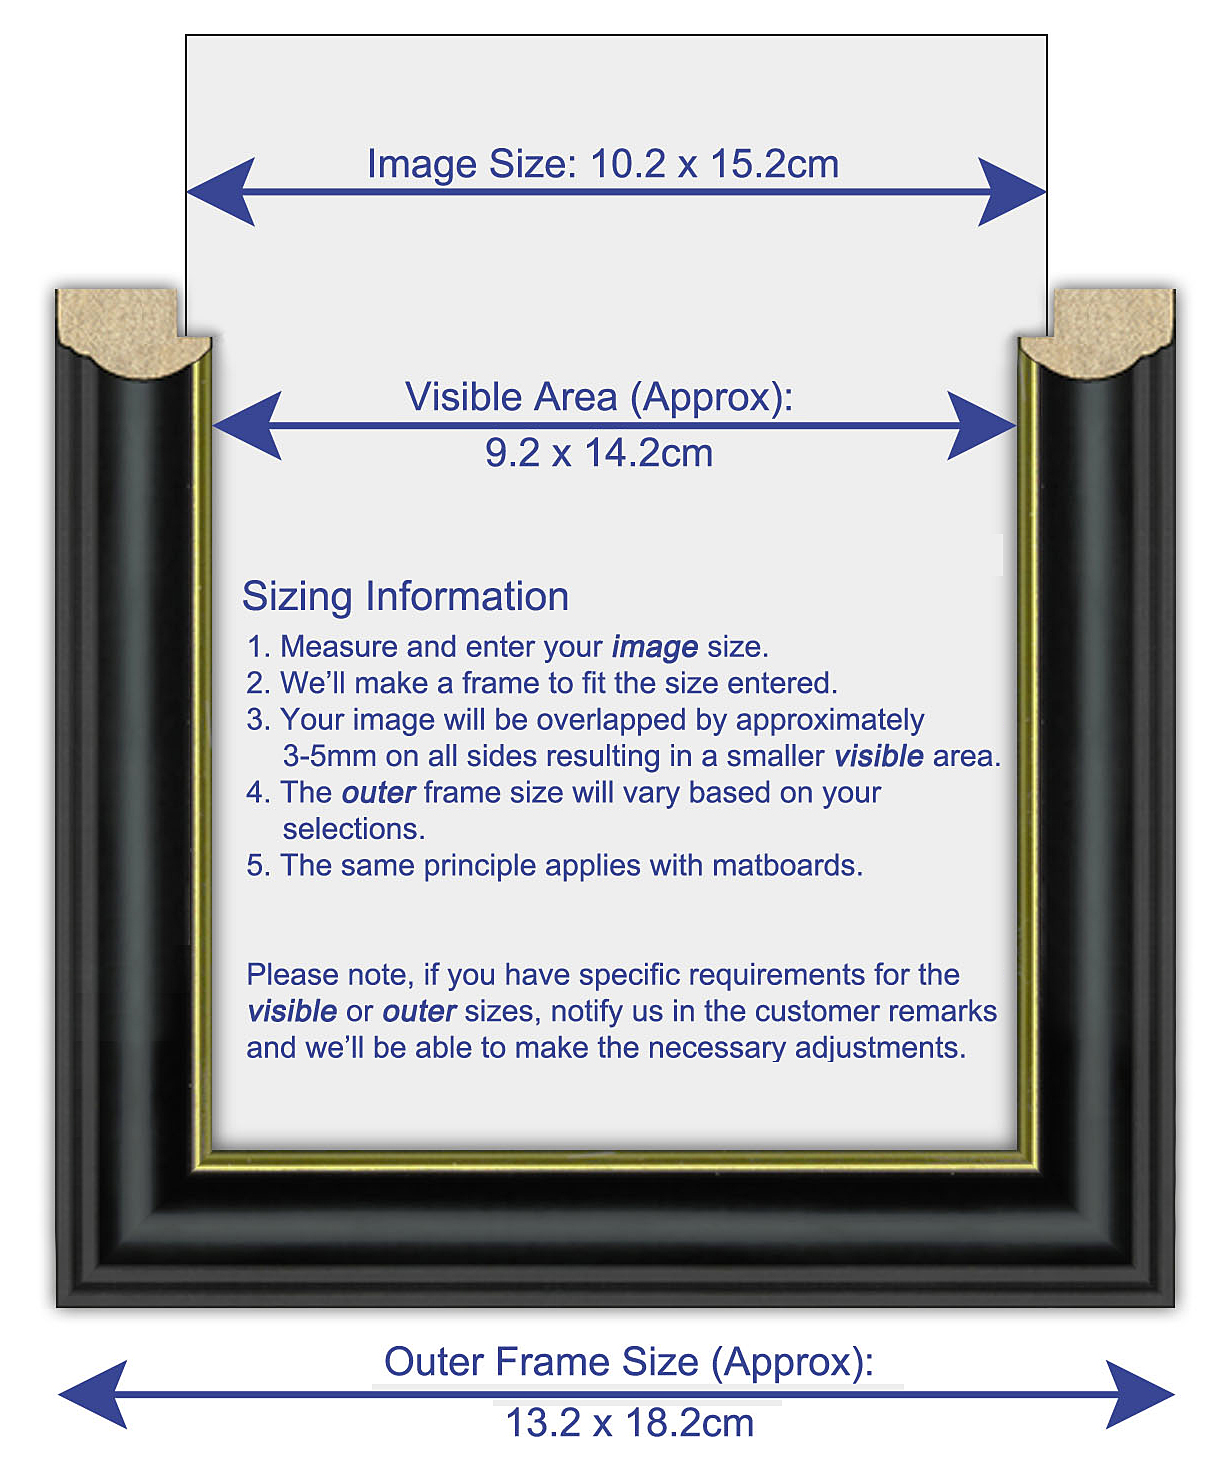 Image Size: 10.2 x 15.2cm
Visible Area (Approx):
9.2 x 14.2cm
Sizing Information
1. Measure and enter your image size.
2. We'll make a frame to fit the size entered.
3. Your image will be overlapped by approximately
3-5mm on all sides resulting in a smaller visible area.
4. The outer frame size will vary based on your
selections.
5. The same principle applies with matboards.
Please note, if you have specific requirements for the
visible or outer sizes, notify us in the customer remarks
and we'll be able to make the necessary adjustments.
Outer Frame Size (Approx):
13.2 x 18.2cm